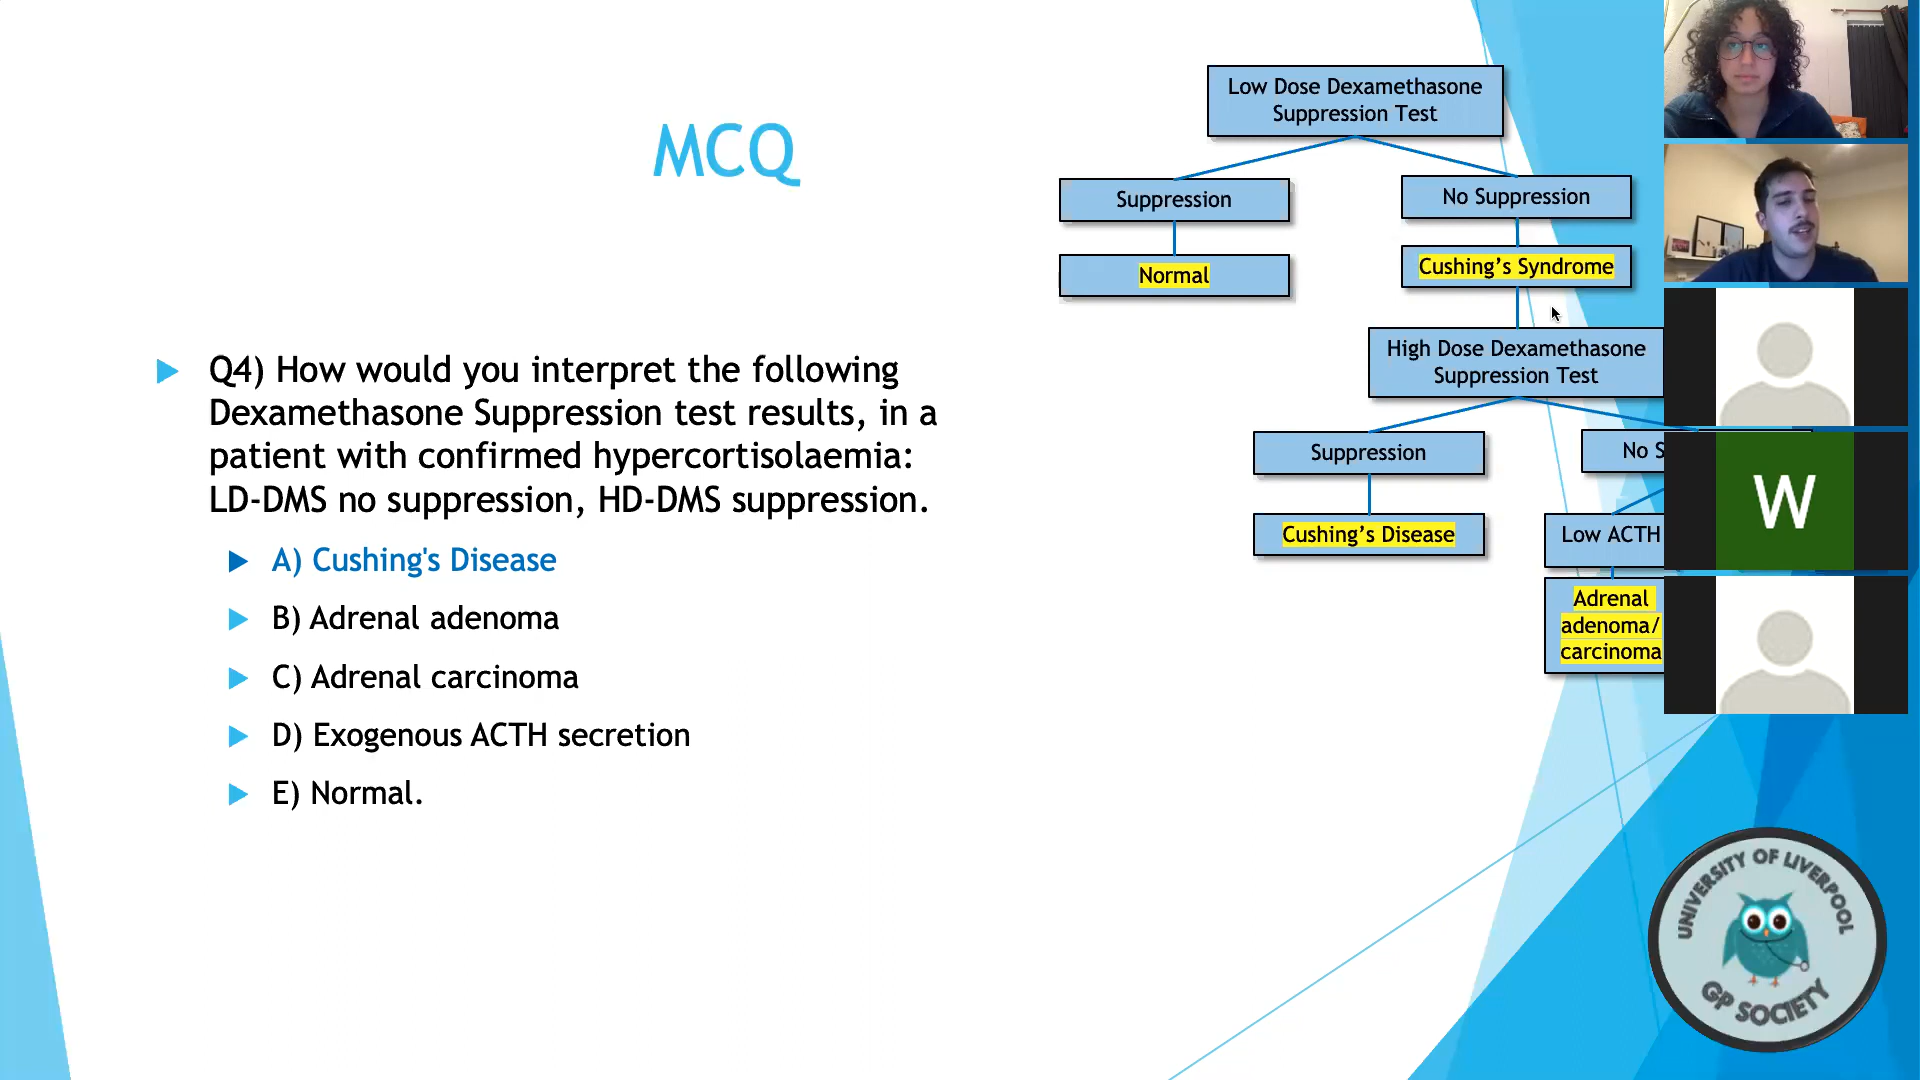 MCQ
Q4) How would you interpret the following
Dexamethasone Suppression test results, in a
patient with confirmed hypercortisolaemia:
LD-DMS no suppression, HD-DMS suppression.
A) Cushing's Disease
B) Adrenal adenoma
C) Adrenal carcinoma
D) Exogenous ACTH secretion
E) Normal.
Low Dose Dexamethasone
Suppression Test
Suppression
No Suppression
Normal
Cushing’s Syndrome
High Dose Dexamethasone
Suppression Test
Suppression
No S
Cushing’s Disease
Low ACTH
Adrenal
adenoma/
carcinoma
W
UNIVERSITY OF LIVERPOOL
GP SOCIETY